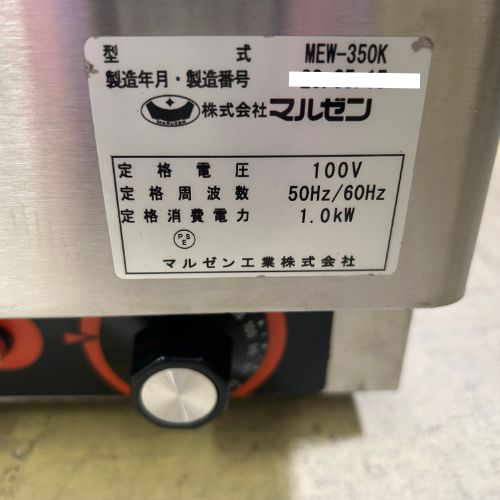 型式 MEW-350K
製造年月・製造番号
MARUZEN 株式会社マルゼン
定格電圧 100V
定格周波数 50Hz/60Hz
定格消費電力 1.0kW
PSE
マルゼン工業株式会社